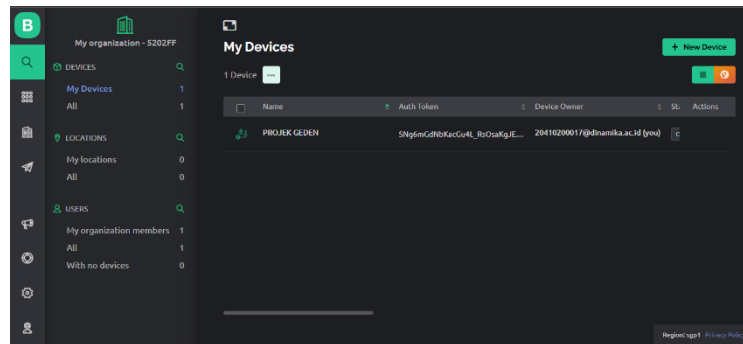 B
My organization - 5202FF
DEVICES
My Devices 1
All 1
LOCATIONS
My locations 0
All 0
USERS
My organization members 1
All 1
With no devices 0
My Devices
+ New Device
1 Device
Name Auth Token Device Owner St. Actions
PROJEK GEDEN 20410200017@dinamika.ac.id (you)
Region: sgp1 Privacy Policy